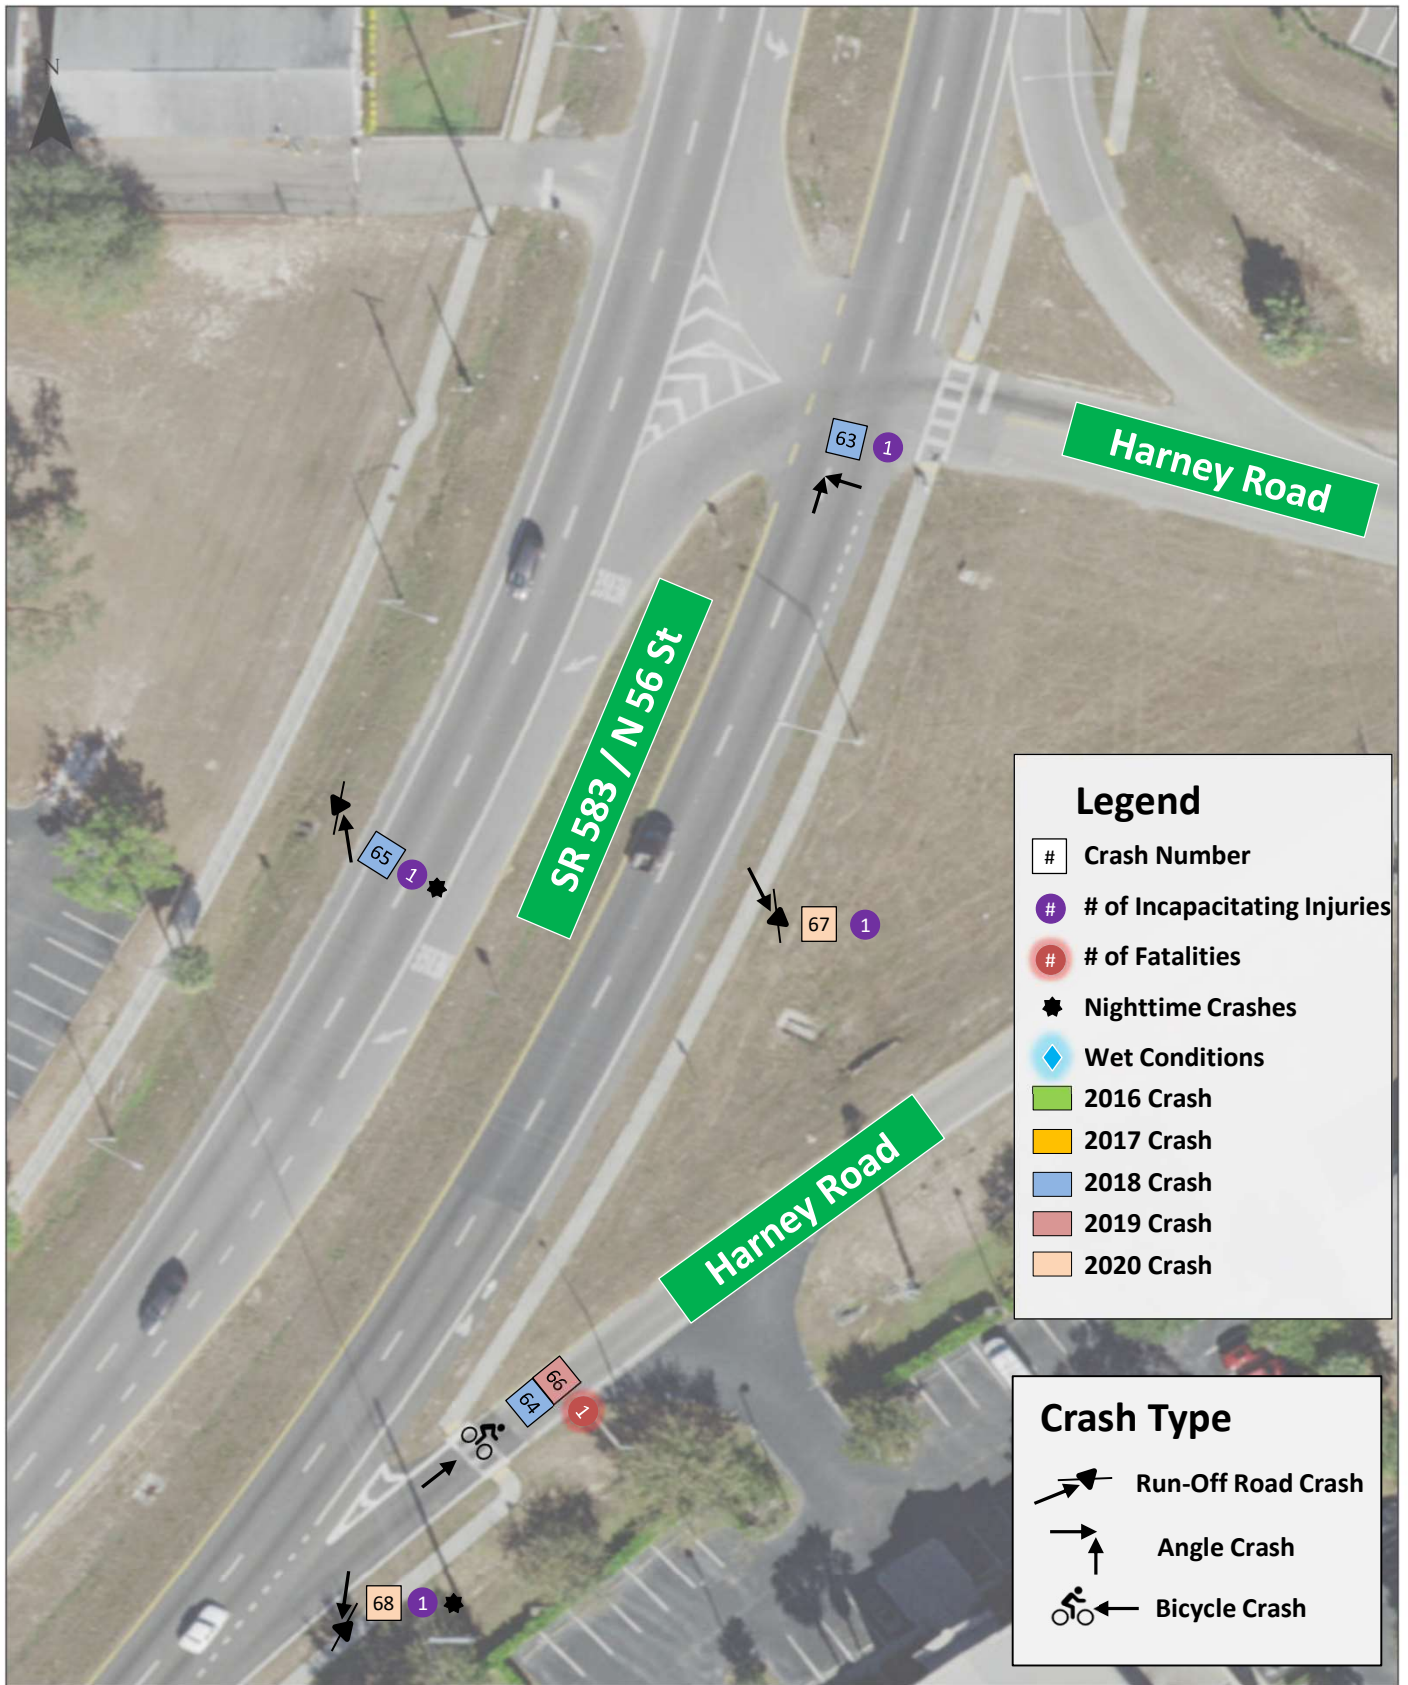 N
63 1
Harney Road
SR 583 / N 56 St
65 1
67 1
Harney Road
64 66 1
68 1
Legend
# Crash Number
# # of Incapacitating Injuries
# # of Fatalities
Nighttime Crashes
Wet Conditions
2016 Crash
2017 Crash
2018 Crash
2019 Crash
2020 Crash
Crash Type
Run-Off Road Crash
Angle Crash
Bicycle Crash